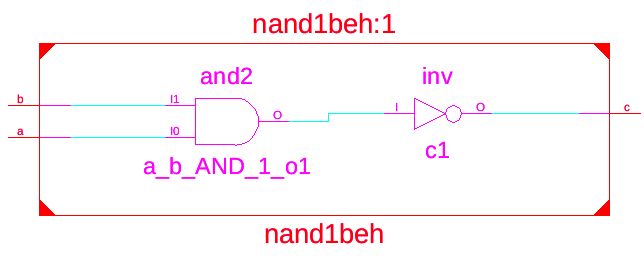 nand1beh:1
and2
inv
b
I1
O
I
O
c
a
I0
a_b_AND_1_o1
c1
nand1beh